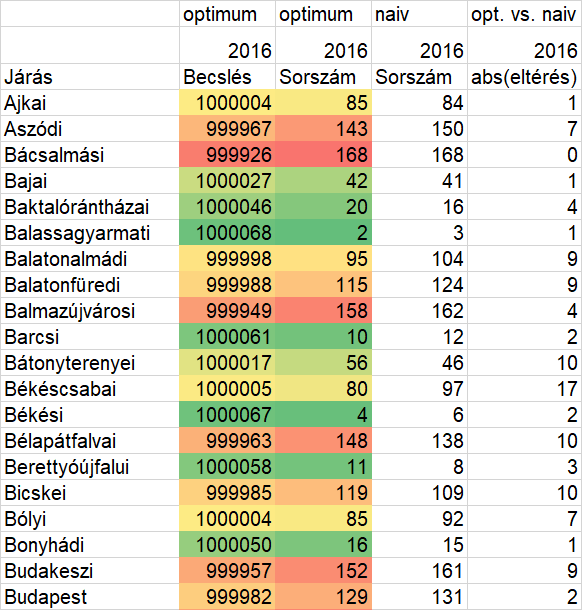 optimum optimum naiv opt. vs. naiv
2016 2016 2016 2016
Járás Becslés Sorszám Sorszám abs(eltérés)
Ajkai 1000004 85 84 1
Aszódi 999967 143 150 7
Bácsalmási 999926 168 168 0
Bajai 1000027 42 41 1
Baktalórántházai 1000046 20 16 4
Balassagyarmati 1000068 2 3 1
Balatonalmádi 999998 95 104 9
Balatonfüredi 999988 115 124 9
Balmazújvárosi 999949 158 162 4
Barcsi 1000061 10 12 2
Bátonyterenyei 1000017 56 46 10
Békéscsabai 1000005 80 97 17
Békési 1000067 4 6 2
Bélapátfalvai 999963 148 138 10
Berettyóújfalui 1000058 11 8 3
Bicskei 999985 119 109 10
Bólyi 1000004 85 92 7
Bonyhádi 1000050 16 15 1
Budakeszi 999957 152 161 9
Budapest 999982 129 131 2